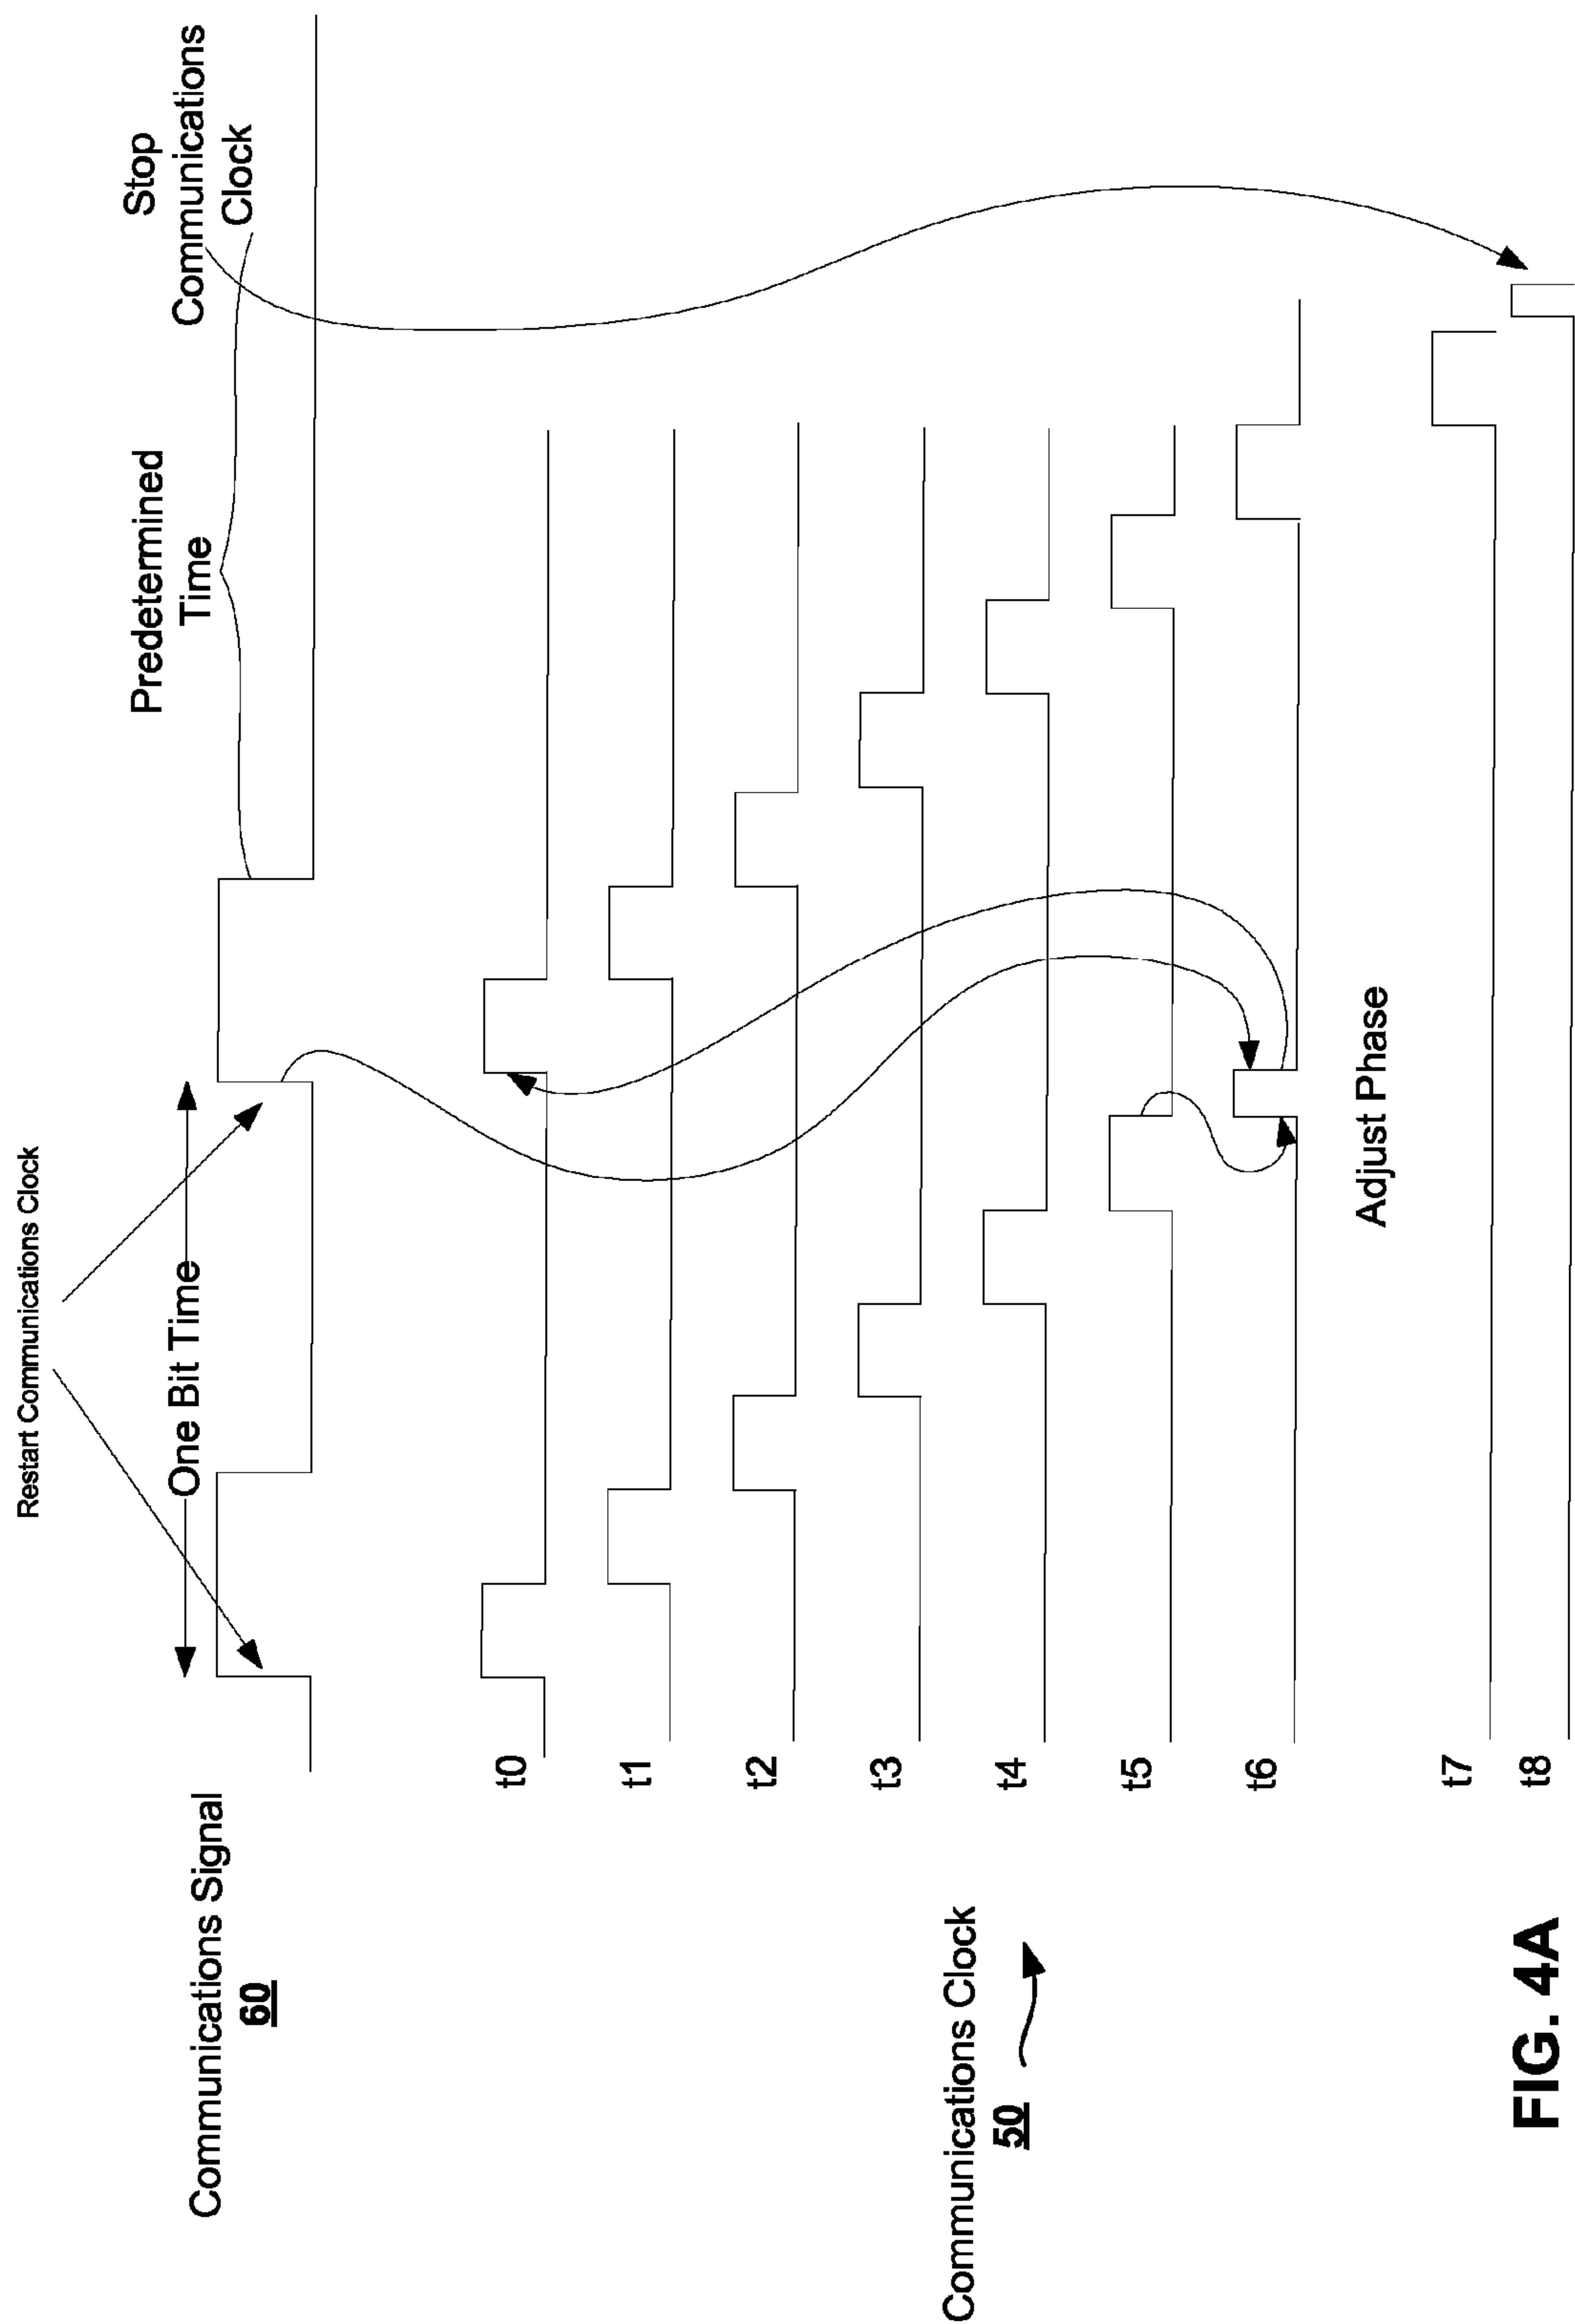 Restart Communications Clock
One Bit Time
Predetermined
Time
Stop
Communications
Clock
Communications Signal
60
t0
t1
t2
t3
t4
t5
t6
t7
t8
Communications Clock
50
Adjust Phase
FIG. 4A